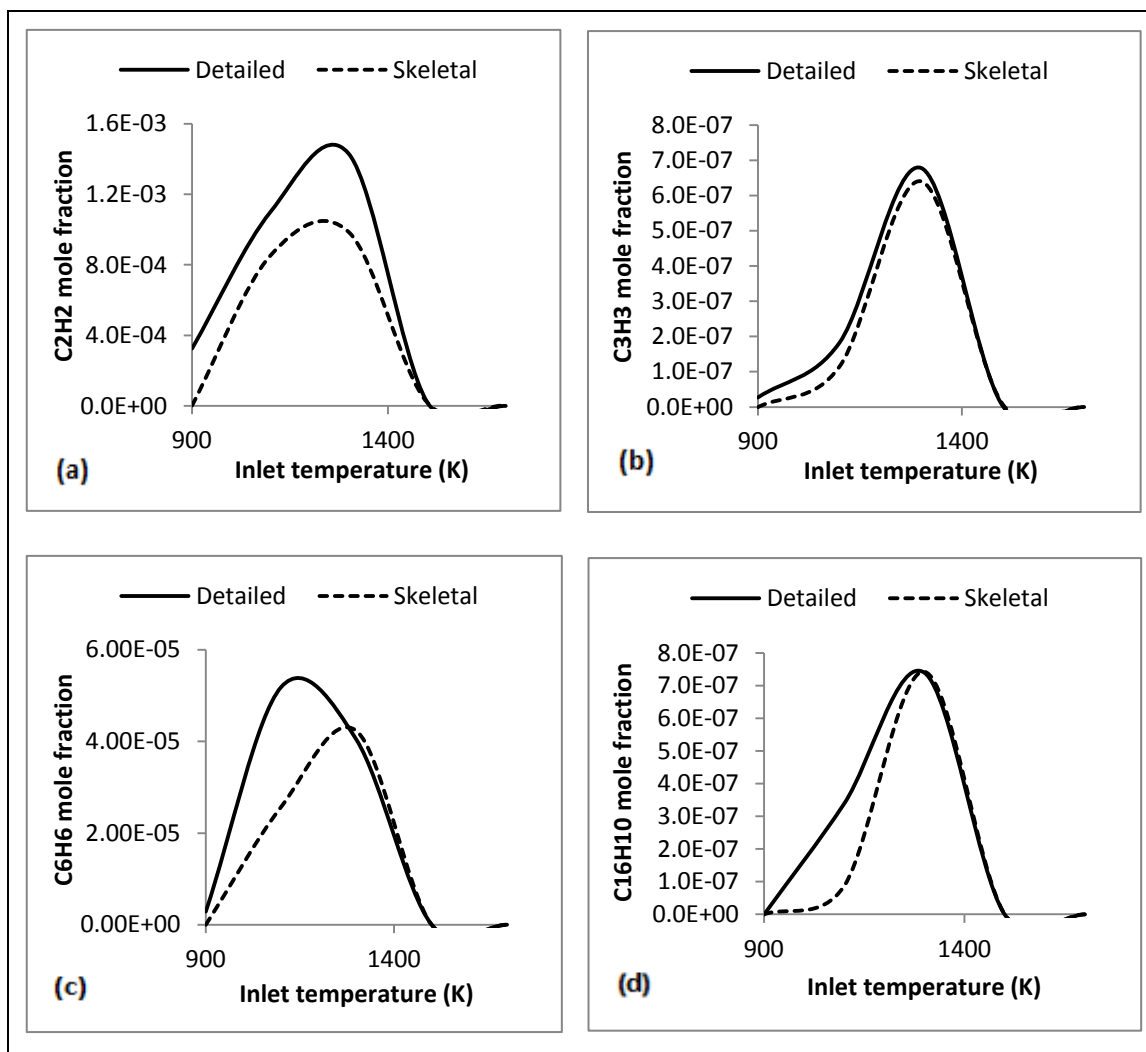 Detailed Skeletal
C2H2 mole fraction
1.6E-03
1.2E-03
8.0E-04
4.0E-04
0.0E+00
900 1400
Inlet temperature (K)
(a)
Detailed Skeletal
C3H3 mole fraction
8.0E-07
7.0E-07
6.0E-07
5.0E-07
4.0E-07
3.0E-07
2.0E-07
1.0E-07
0.0E+00
900 1400
Inlet temperature (K)
(b)
Detailed Skeletal
C6H6 mole fraction
6.00E-05
4.00E-05
2.00E-05
0.00E+00
900 1400
Inlet temperature (K)
(c)
Detailed Skeletal
C16H10 mole fraction
8.0E-07
7.0E-07
6.0E-07
5.0E-07
4.0E-07
3.0E-07
2.0E-07
1.0E-07
0.0E+00
900 1400
Inlet temperature (K)
(d)